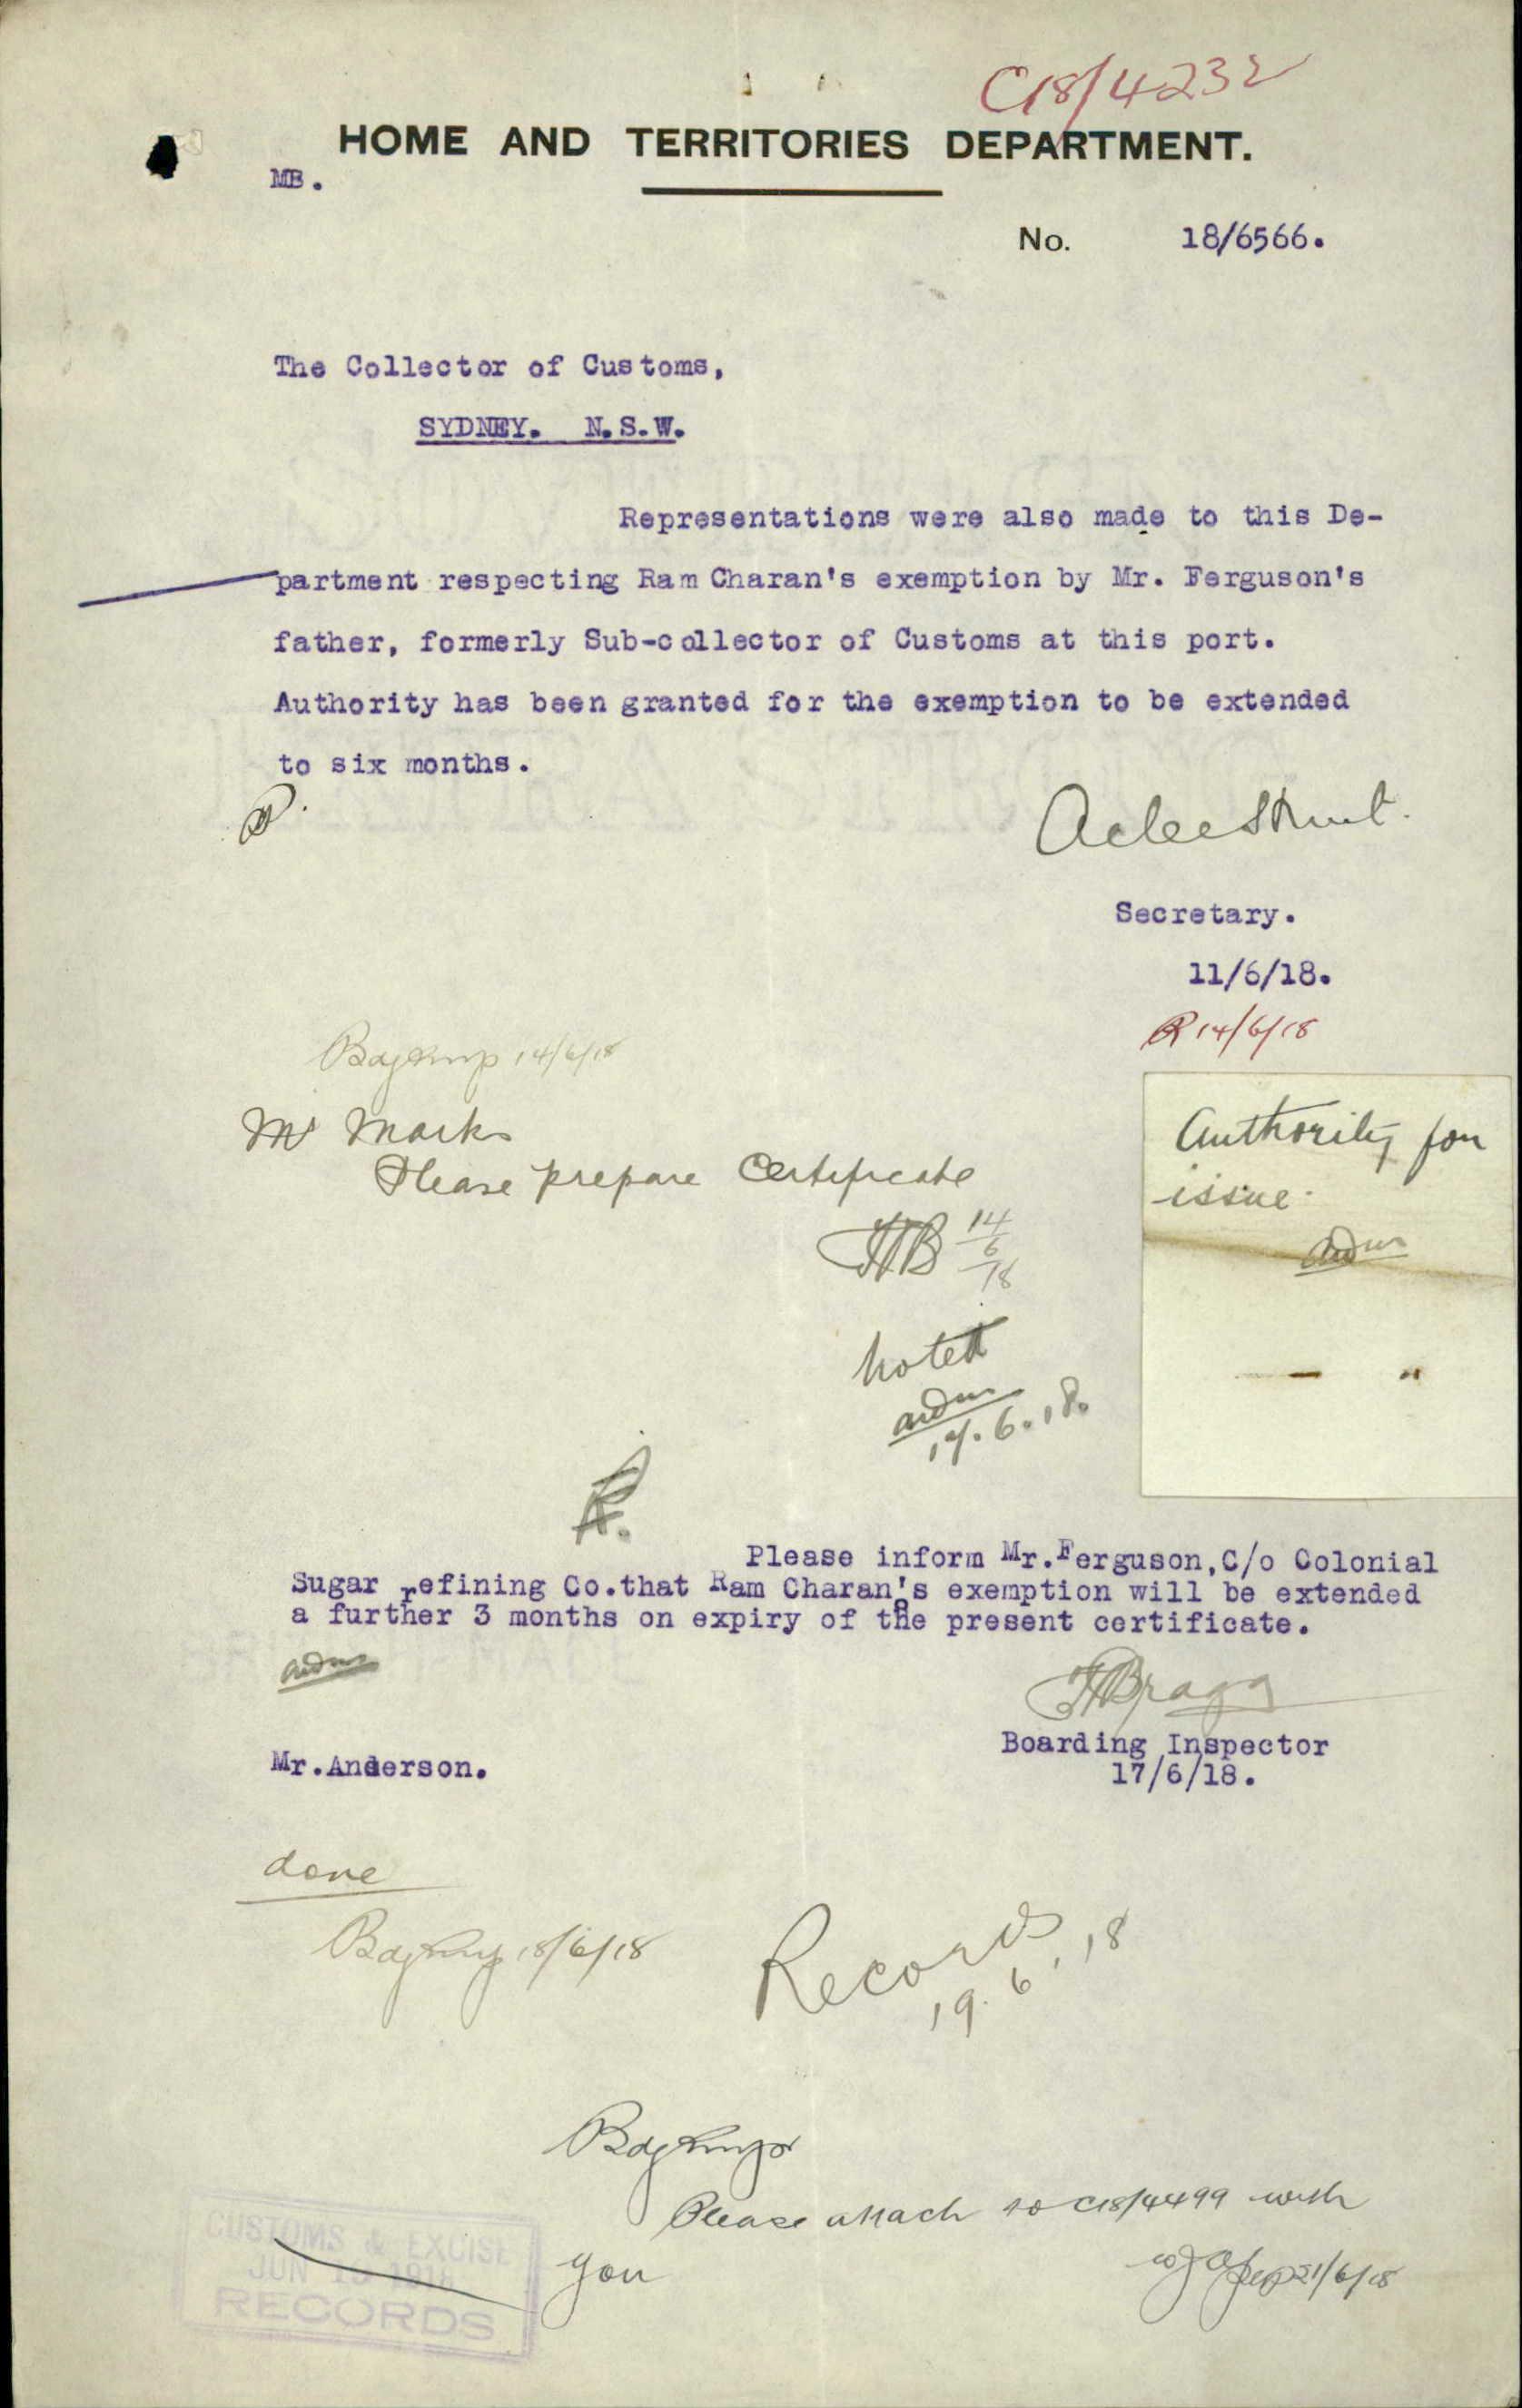 C18/4232
HOME AND TERRITORIES DEPARTMENT.
MB.
No. 18/6566.
The Collector of Customs,
SYDNEY. N.S.W.
Representations were also made to this De-
partment respecting Ram Charan's exemption by Mr. Ferguson's
father, formerly Sub-collector of Customs at this port.
Authority has been granted for the exemption to be extended
to six months.
Atlee Hunt.
Secretary.
11/6/18.
R 14/6/18
14/6/18
Mr Marks
Please prepare Certificate
HB 14/6/18
Authority for
issue.
Noted
17.6.18.
Please inform Mr.Ferguson,C/o Colonial
Sugar refining Co.that Ram Charan's exemption will be extended
a further 3 months on expiry of the present certificate.
HBragg
Boarding Inspector
17/6/18.
Mr.Anderson.
done
18/6/18
Records
19.6.18
Please attach to C18/4499 with
you
21/6/18
CUSTOMS & EXCISE
JUN 19 1918
RECORDS